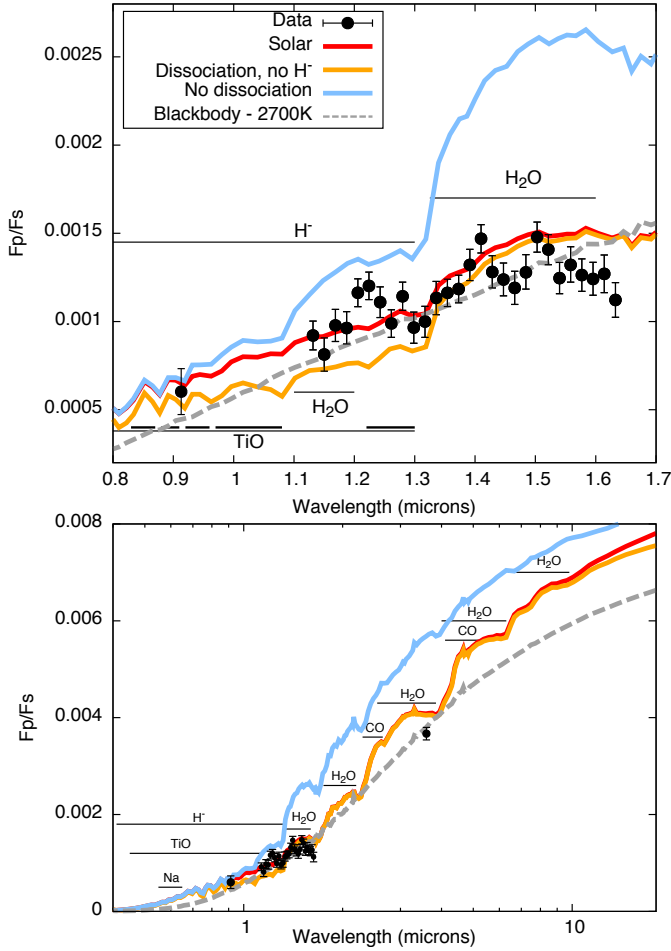 Data
Solar
Dissociation, no H⁻
No dissociation
Blackbody - 2700K
0.0025
0.002
0.0015
0.001
0.0005
Fp/Fs
H₂O
H⁻
H₂O
TiO
0.8 0.9 1 1.1 1.2 1.3 1.4 1.5 1.6 1.7
Wavelength (microns)
0.008
0.006
0.004
0.002
0
Fp/Fs
H₂O
H₂O
CO
H₂O
CO
H₂O
H⁻
H₂O
TiO
Na
1 10
Wavelength (microns)